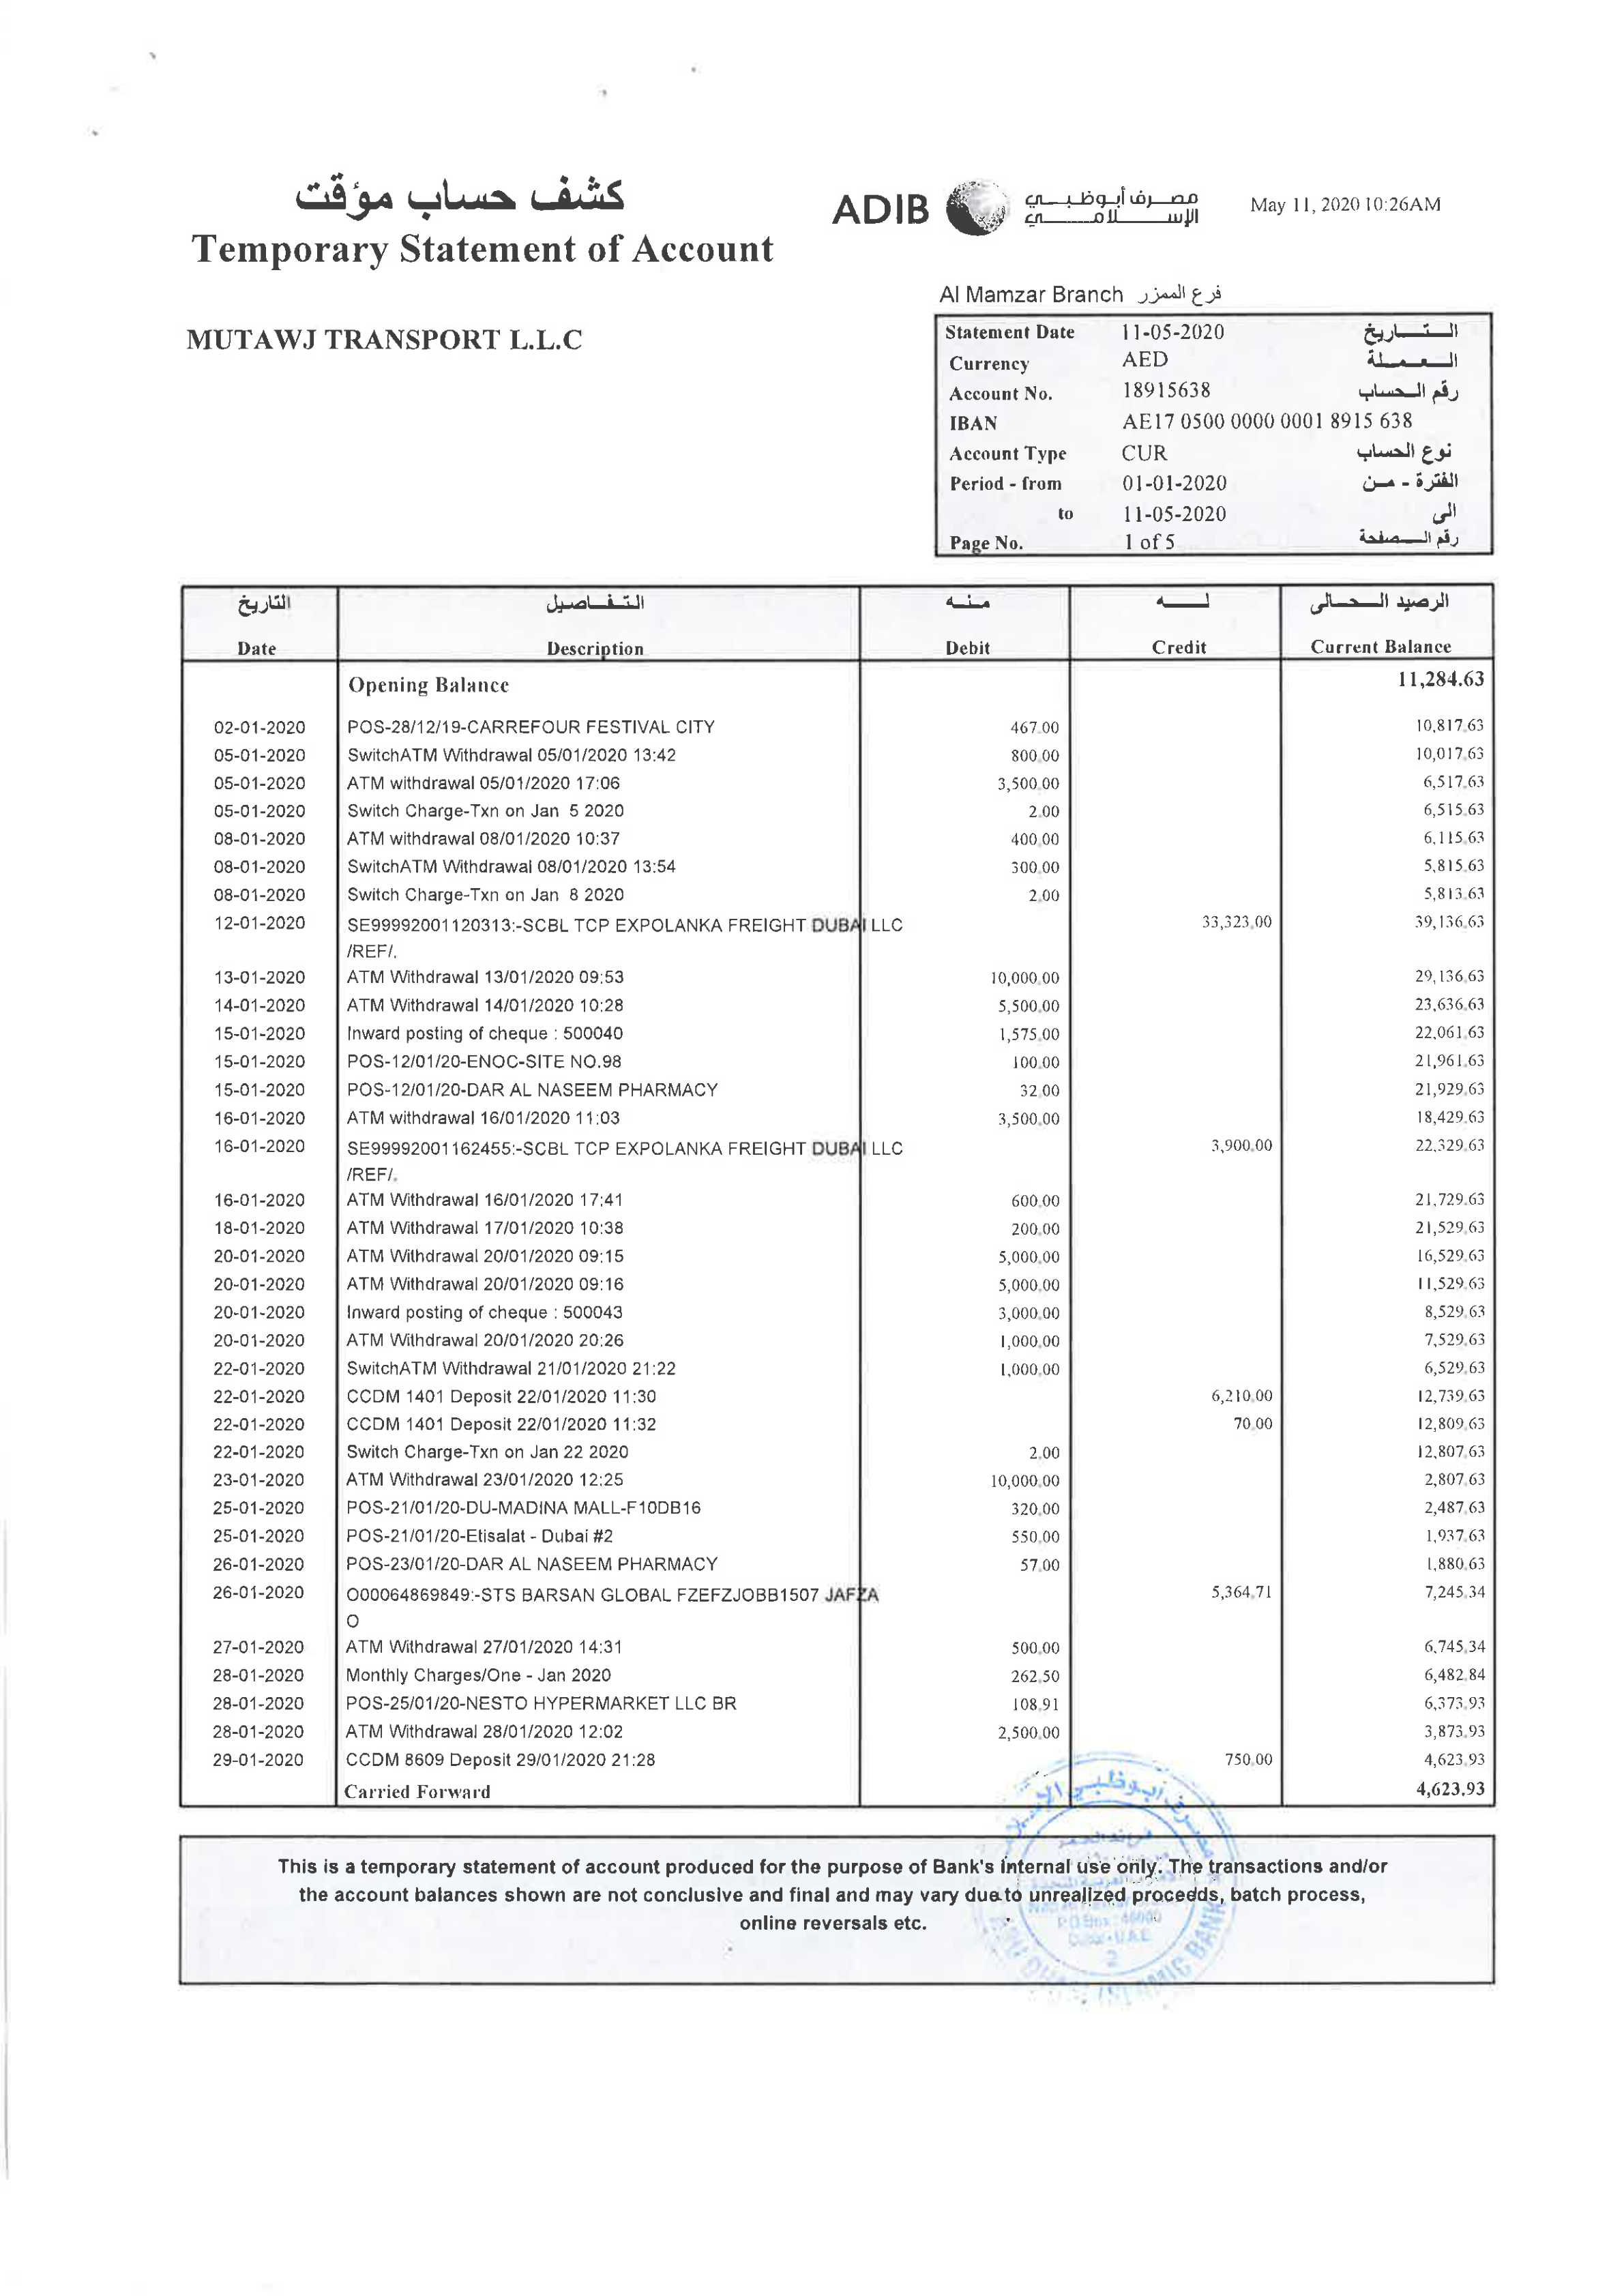 كشف حساب مؤقت
Temporary Statement of Account
ADIB مصرف أبوظبي الإسلامي
May 11, 2020 10:26AM
MUTAWJ TRANSPORT L.L.C
Al Mamzar Branch فرع الممزر
Statement Date 11-05-2020 التاريخ
Currency AED العملة
Account No. 18915638 رقم الحساب
IBAN AE17 0500 0000 0001 8915 638
Account Type CUR نوع الحساب
Period - from 01-01-2020 الفترة - من
to 11-05-2020 الى
Page No. 1 of 5 رقم الصفحة
التاريخ التفاصيل منه له الرصيد الحالى
Date Description Debit Credit Current Balance
Opening Balance 11,284.63
02-01-2020 POS-28/12/19-CARREFOUR FESTIVAL CITY 467.00 10,817.63
05-01-2020 SwitchATM Withdrawal 05/01/2020 13:42 800.00 10,017.63
05-01-2020 ATM withdrawal 05/01/2020 17:06 3,500.00 6,517.63
05-01-2020 Switch Charge-Txn on Jan 5 2020 2.00 6,515.63
08-01-2020 ATM withdrawal 08/01/2020 10:37 400.00 6,115.63
08-01-2020 SwitchATM Withdrawal 08/01/2020 13:54 300.00 5,815.63
08-01-2020 Switch Charge-Txn on Jan 8 2020 2.00 5,813.63
12-01-2020 SE99992001120313:-SCBL TCP EXPOLANKA FREIGHT DUBAI LLC 33,323.00 39,136.63
/REF/.
13-01-2020 ATM Withdrawal 13/01/2020 09:53 10,000.00 29,136.63
14-01-2020 ATM Withdrawal 14/01/2020 10:28 5,500.00 23,636.63
15-01-2020 Inward posting of cheque : 500040 1,575.00 22,061.63
15-01-2020 POS-12/01/20-ENOC-SITE NO.98 100.00 21,961.63
15-01-2020 POS-12/01/20-DAR AL NASEEM PHARMACY 32.00 21,929.63
16-01-2020 ATM withdrawal 16/01/2020 11:03 3,500.00 18,429.63
16-01-2020 SE99992001162455:-SCBL TCP EXPOLANKA FREIGHT DUBAI LLC 3,900.00 22,329.63
/REF/.
16-01-2020 ATM Withdrawal 16/01/2020 17:41 600.00 21,729.63
18-01-2020 ATM Withdrawal 17/01/2020 10:38 200.00 21,529.63
20-01-2020 ATM Withdrawal 20/01/2020 09:15 5,000.00 16,529.63
20-01-2020 ATM Withdrawal 20/01/2020 09:16 5,000.00 11,529.63
20-01-2020 Inward posting of cheque : 500043 3,000.00 8,529.63
20-01-2020 ATM Withdrawal 20/01/2020 20:26 1,000.00 7,529.63
22-01-2020 SwitchATM Withdrawal 21/01/2020 21:22 1,000.00 6,529.63
22-01-2020 CCDM 1401 Deposit 22/01/2020 11:30 6,210.00 12,739.63
22-01-2020 CCDM 1401 Deposit 22/01/2020 11:32 70.00 12,809.63
22-01-2020 Switch Charge-Txn on Jan 22 2020 2.00 12,807.63
23-01-2020 ATM Withdrawal 23/01/2020 12:25 10,000.00 2,807.63
25-01-2020 POS-21/01/20-DU-MADINA MALL-F10DB16 320.00 2,487.63
25-01-2020 POS-21/01/20-Etisalat - Dubai #2 550.00 1,937.63
26-01-2020 POS-23/01/20-DAR AL NASEEM PHARMACY 57.00 1,880.63
26-01-2020 O00064869849:-STS BARSAN GLOBAL FZEFZJOBB1507 JAFZA 5,364.71 7,245.34
O
27-01-2020 ATM Withdrawal 27/01/2020 14:31 500.00 6,745.34
28-01-2020 Monthly Charges/One - Jan 2020 262.50 6,482.84
28-01-2020 POS-25/01/20-NESTO HYPERMARKET LLC BR 108.91 6,373.93
28-01-2020 ATM Withdrawal 28/01/2020 12:02 2,500.00 3,873.93
29-01-2020 CCDM 8609 Deposit 29/01/2020 21:28 750.00 4,623.93
Carried Forward 4,623.93
This is a temporary statement of account produced for the purpose of Bank's internal use only. The transactions and/or
the account balances shown are not conclusive and final and may vary due to unrealized proceeds, batch process,
online reversals etc.
Dubai-U.A.E
2